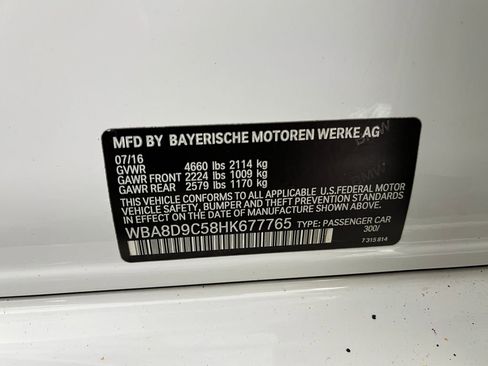 MFD BY BAYERISCHE MOTOREN WERKE AG
07/16
GVWR 4660 lbs 2114 kg
GAWR FRONT 2224 lbs 1009 kg
GAWR REAR 2579 lbs 1170 kg
THIS VEHICLE CONFORMS TO ALL APPLICABLE U.S.FEDERAL MOTOR
VEHICLE SAFETY, BUMPER, AND THEFT PREVENTION STANDARDS
IN EFFECT ON THE DATE OF MANUFACTURE SHOWN ABOVE.
WBA8D9C58HK677765 TYPE: PASSENGER CAR
300/
7 315 814